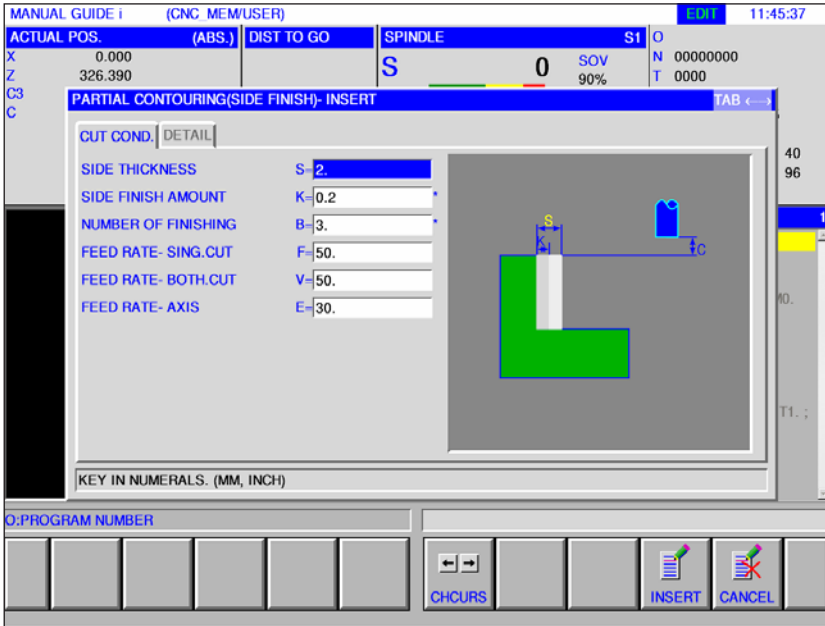 MANUAL GUIDE i (CNC_MEM/USER) EDIT 11:45:37
ACTUAL POS. (ABS.) DIST TO GO SPINDLE S1 O
X 0.000 S 0 SOV N 00000000
Z 326.390 90% T 0000
C3
C
PARTIAL CONTOURING(SIDE FINISH)- INSERT TAB ←→
CUT COND. DETAIL
SIDE THICKNESS S=2.
SIDE FINISH AMOUNT K=0.2 *
NUMBER OF FINISHING B=3. *
FEED RATE- SING.CUT F=50.
FEED RATE- BOTH.CUT V=50.
FEED RATE- AXIS E=30.
S
K
C
40
96
1
M0.
T1. ;
KEY IN NUMERALS. (MM, INCH)
O:PROGRAM NUMBER
CHCURS INSERT CANCEL